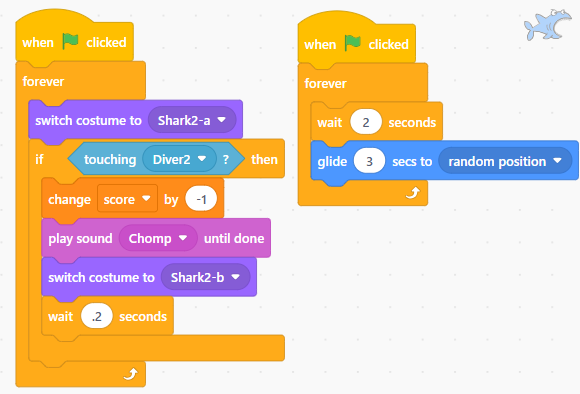 when clicked
forever
switch costume to Shark2-a
if touching Diver2 ? then
change score by -1
play sound Chomp until done
switch costume to Shark2-b
wait .2 seconds
when clicked
forever
wait 2 seconds
glide 3 secs to random position